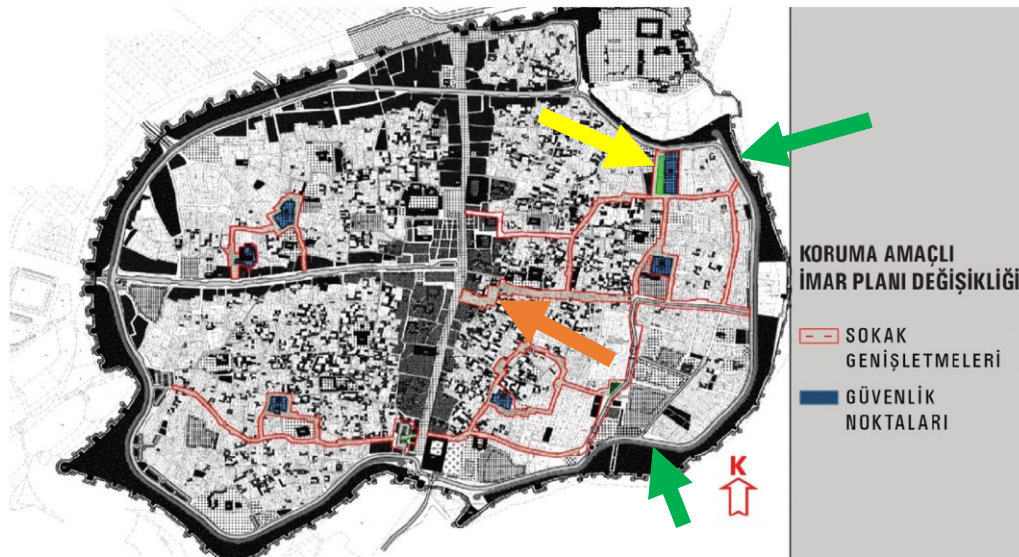 KORUMA AMAÇLI
İMAR PLANI DEĞİŞİKLİĞİ
SOKAK
GENİŞLETMELERİ
GÜVENLİK
NOKTALARI
K